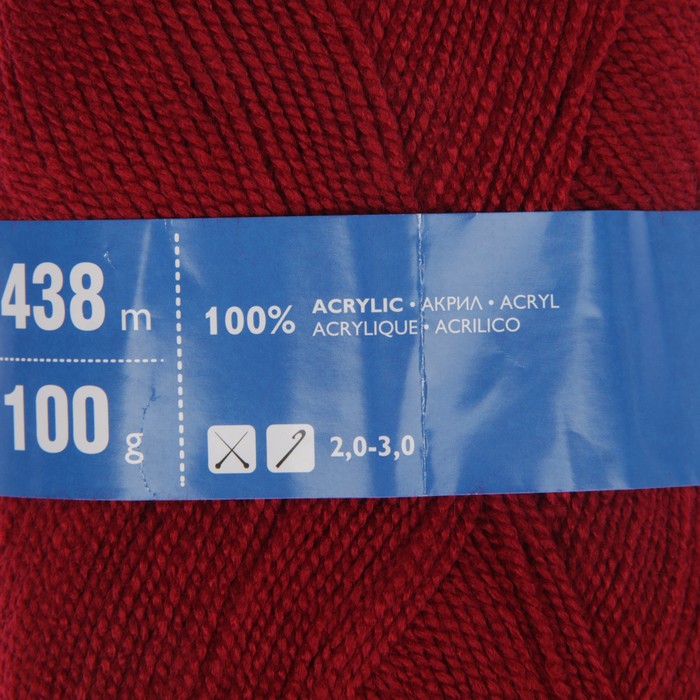 438 m
100 g
100% ACRYLIC • АКРИЛ • ACRYL
ACRYLIQUE • ACRILICO
2,0-3,0